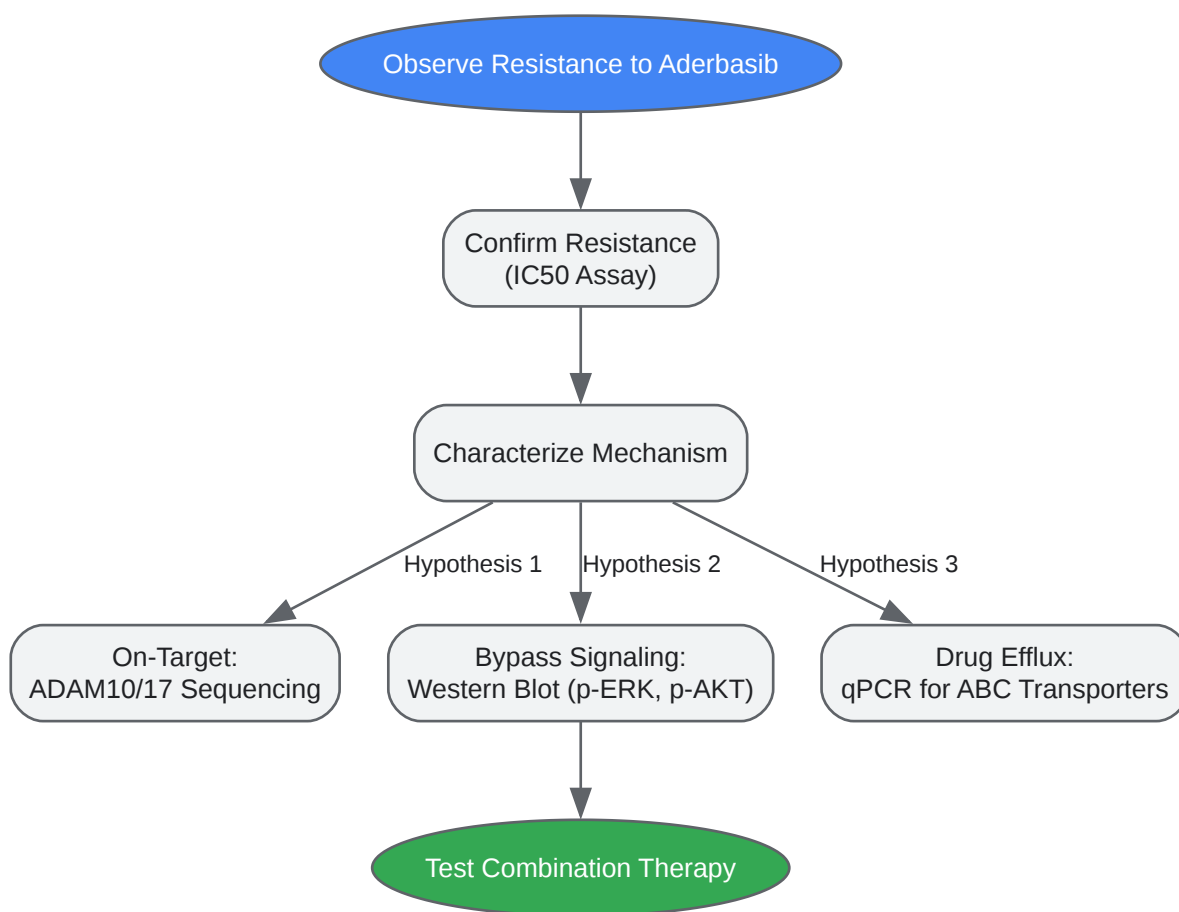 Observe Resistance to Aderbasib
Confirm Resistance
(IC50 Assay)
Characterize Mechanism
Hypothesis 1
Hypothesis 2
Hypothesis 3
On-Target:
ADAM10/17 Sequencing
Bypass Signaling:
Western Blot (p-ERK, p-AKT)
Drug Efflux:
qPCR for ABC Transporters
Test Combination Therapy